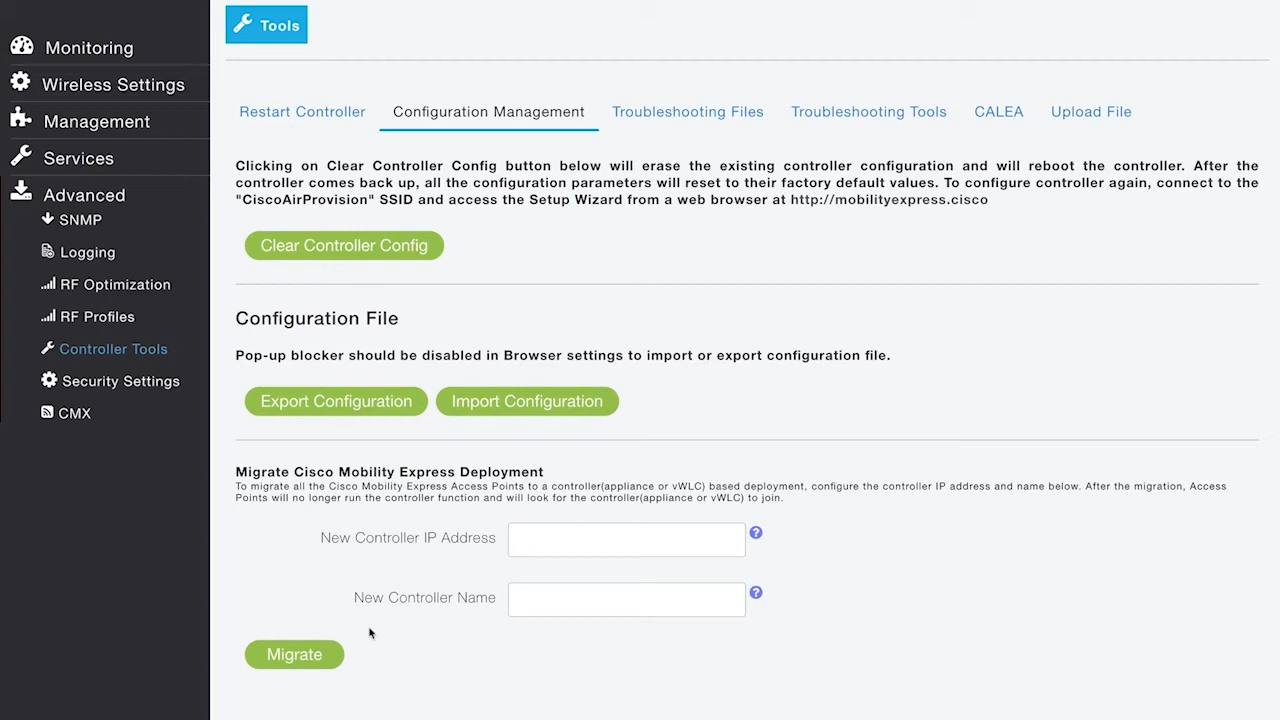 Monitoring
Wireless Settings
Management
Services
Advanced
SNMP
Logging
RF Optimization
RF Profiles
Controller Tools
Security Settings
CMX
Tools
Restart Controller Configuration Management Troubleshooting Files Troubleshooting Tools CALEA Upload File
Clicking on Clear Controller Config button below will erase the existing controller configuration and will reboot the controller. After the
controller comes back up, all the configuration parameters will reset to their factory default values. To configure controller again, connect to the
"CiscoAirProvision" SSID and access the Setup Wizard from a web browser at http://mobilityexpress.cisco
Clear Controller Config
Configuration File
Pop-up blocker should be disabled in Browser settings to import or export configuration file.
Export Configuration Import Configuration
Migrate Cisco Mobility Express Deployment
To migrate all the Cisco Mobility Express Access Points to a controller(appliance or vWLC) based deployment, configure the controller IP address and name below. After the migration, Access
Points will no longer run the controller function and will look for the controller(appliance or vWLC) to join.
New Controller IP Address ?
New Controller Name ?
Migrate